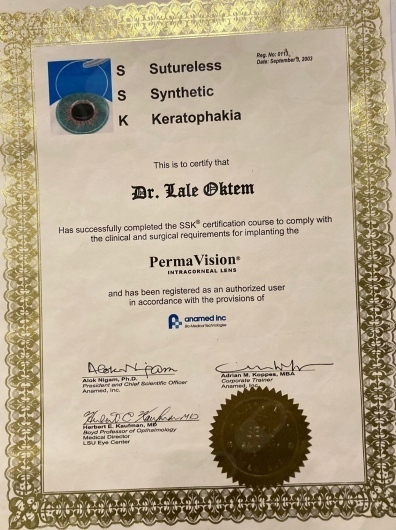 Reg. No:
Date: September 9, 2003
S Sutureless
S Synthetic
K Keratophakia
This is to certify that
Dr. Lale Oktem
Has successfully completed the SSK® certification course to comply with
the clinical and surgical requirements for implanting the
PermaVision®
INTRACORNEAL LENS
and has been registered as an authorized user
in accordance with the provisions of
anamed inc
Bio-Medical Technologies
Alok Nigam, Ph.D.
President and Chief Scientific Officer
Anamed, Inc.
Adrian M. Koppes, MBA
Corporate Trainer
Anamed, Inc.
Herbert E. Kaufman, MD
Boyd Professor of Opthalmology
Medical Director
LSU Eye Center